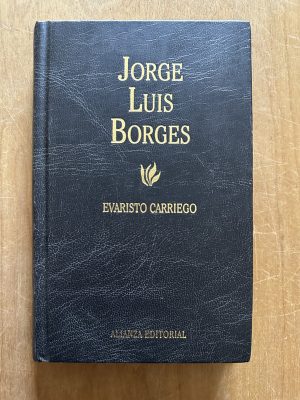 JORGE
LUIS
BORGES
EVARISTO CARRIEGO
ALIANZA EDITORIAL